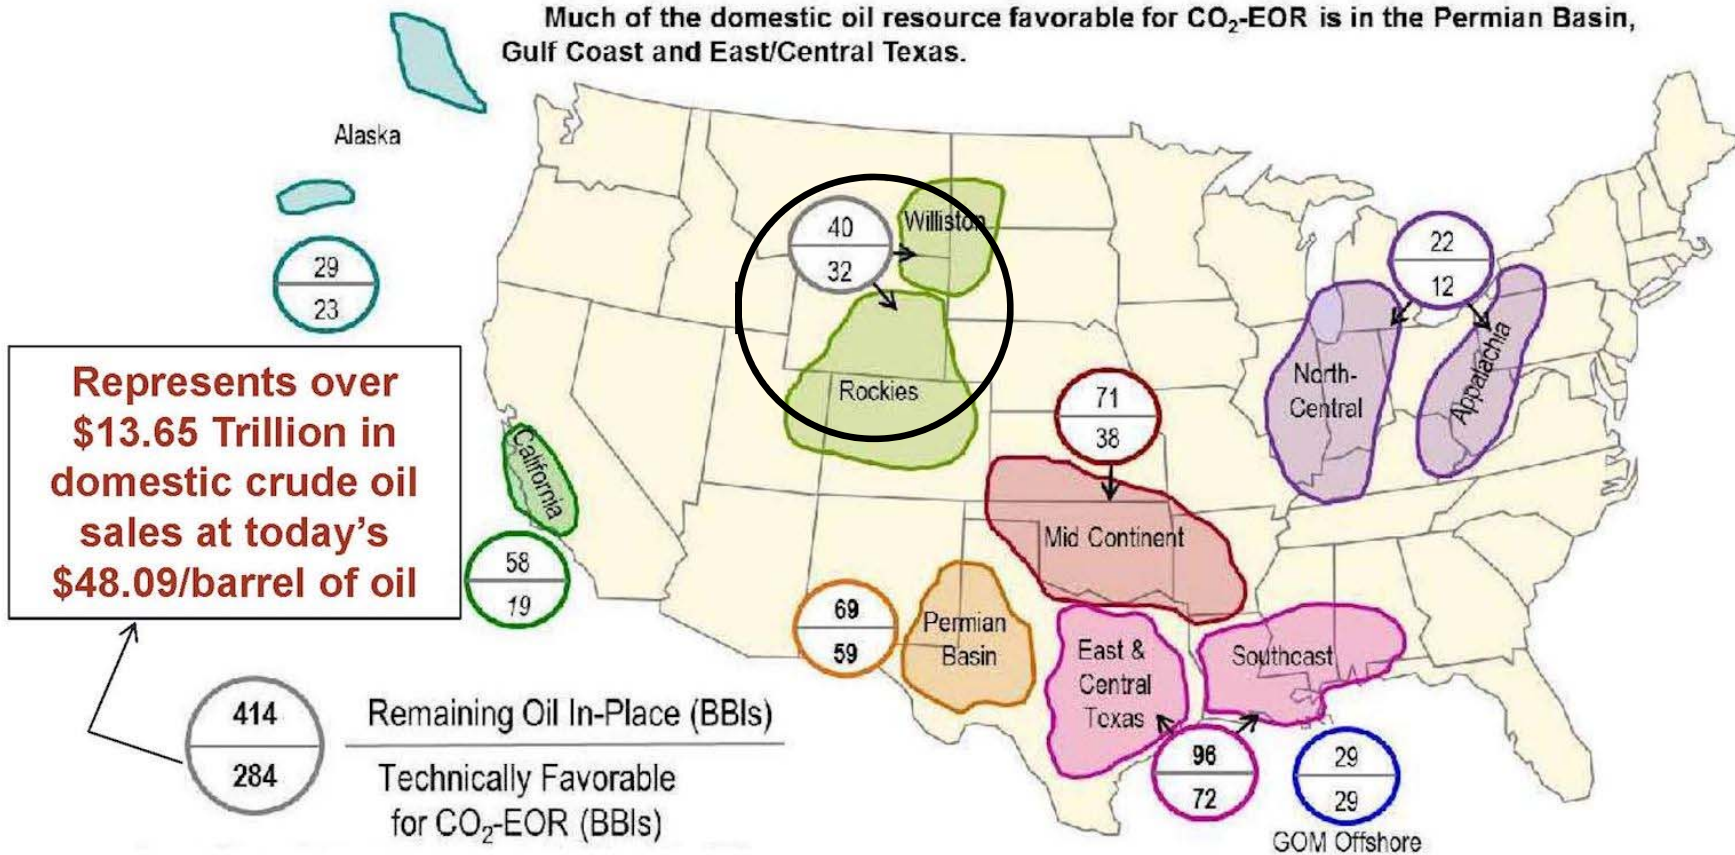 Much of the domestic oil resource favorable for CO₂-EOR is in the Permian Basin,
Gulf Coast and East/Central Texas.
Alaska
29
23
40
32
Williston
Rockies
22
12
North-
Central
Appalachia
Represents over
$13.65 Trillion in
domestic crude oil
sales at today's
$48.09/barrel of oil
California
58
19
71
38
Mid Continent
69
59
Permian
Basin
East &
Central
Texas
Southeast
96
72
29
29
GOM Offshore
414
284
Remaining Oil In-Place (BBls)
Technically Favorable
for CO₂-EOR (BBls)